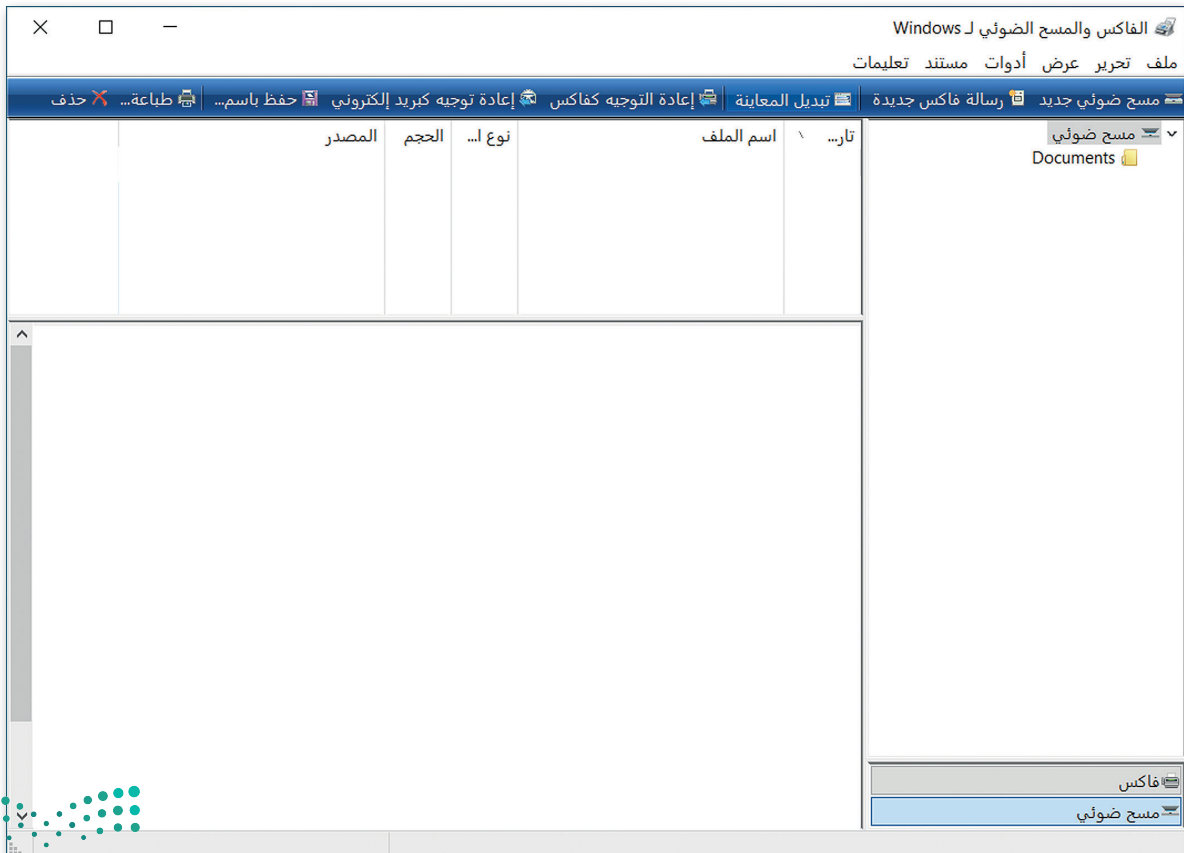 الفاكس والمسح الضوئي لـ Windows
ملف تحرير عرض أدوات مستند تعليمات
مسح ضوئي جديد رسالة فاكس جديدة تبديل المعاينة إعادة التوجيه كفاكس إعادة توجيه كبريد إلكتروني حفظ باسم... طباعة... حذف
مسح ضوئي
Documents
تار... اسم الملف نوع ا... الحجم المصدر
فاكس
مسح ضوئي